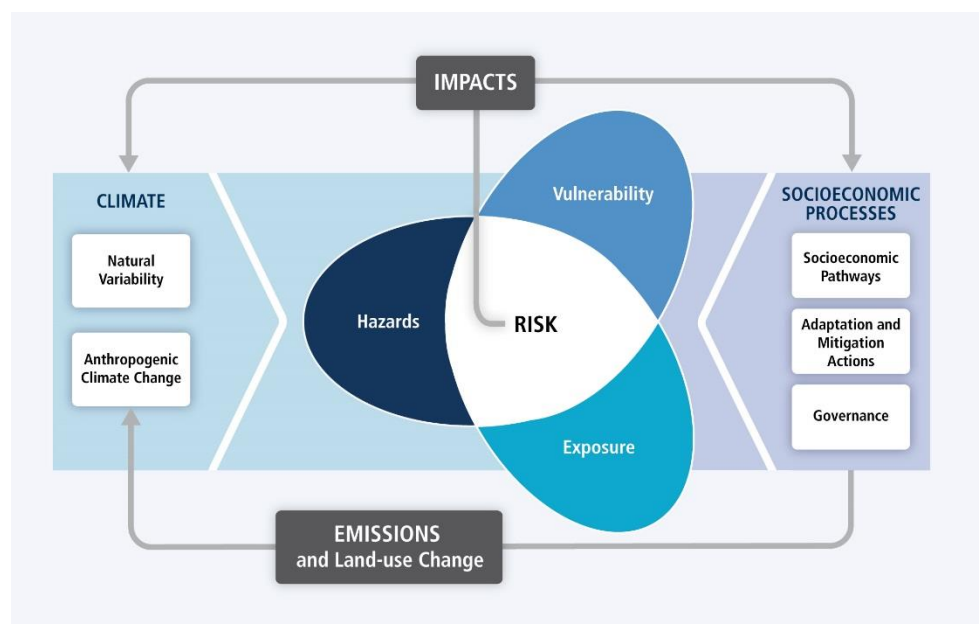 IMPACTS
CLIMATE
Natural
Variability
Anthropogenic
Climate Change
Vulnerability
Hazards
RISK
Exposure
SOCIOECONOMIC
PROCESSES
Socioeconomic
Pathways
Adaptation and
Mitigation
Actions
Governance
EMISSIONS
and Land-use Change